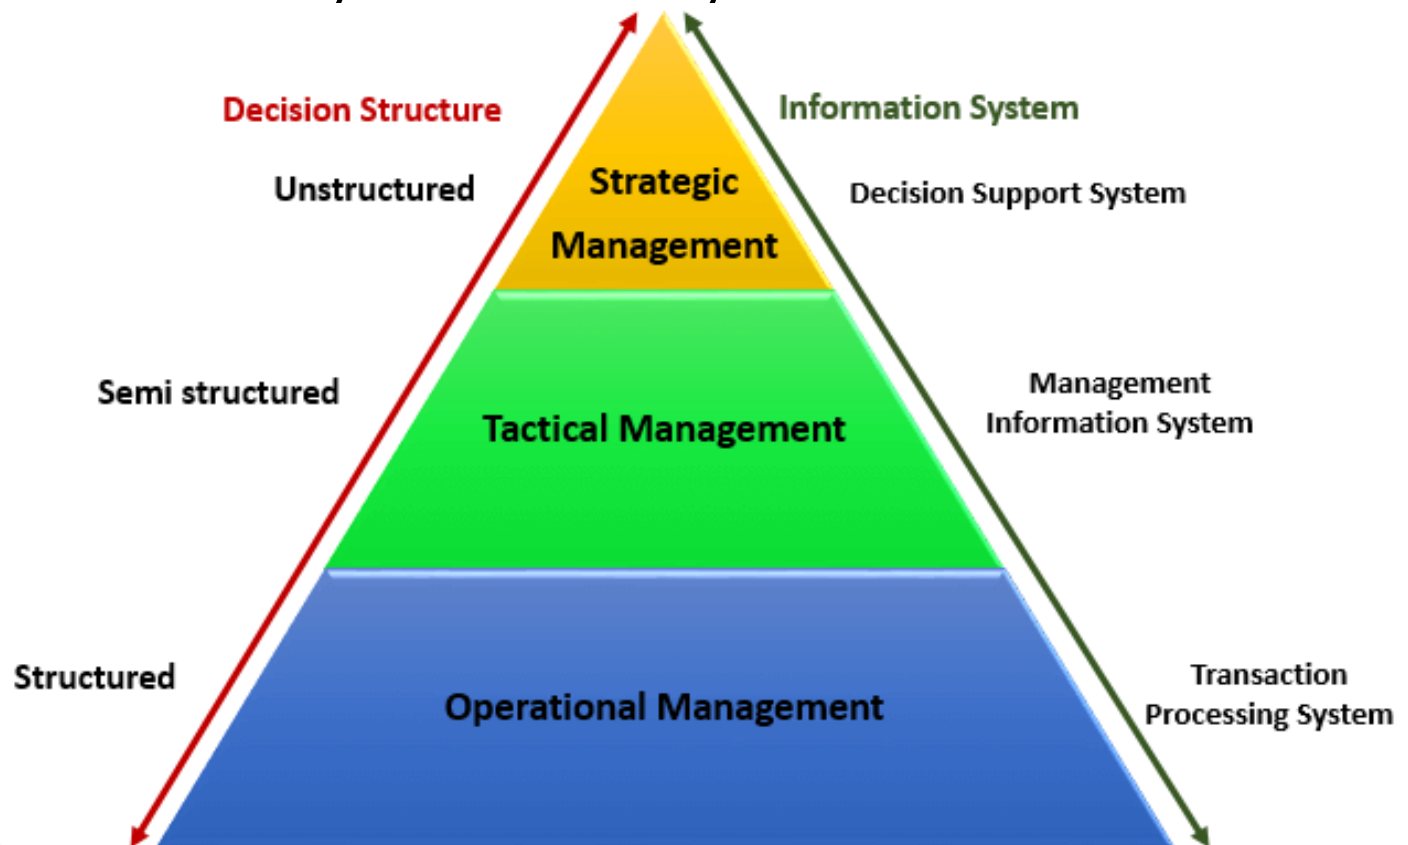 Decision Structure
Information System
Unstructured
Strategic
Management
Decision Support System
Semi structured
Tactical Management
Management
Information System
Structured
Operational Management
Transaction
Processing System